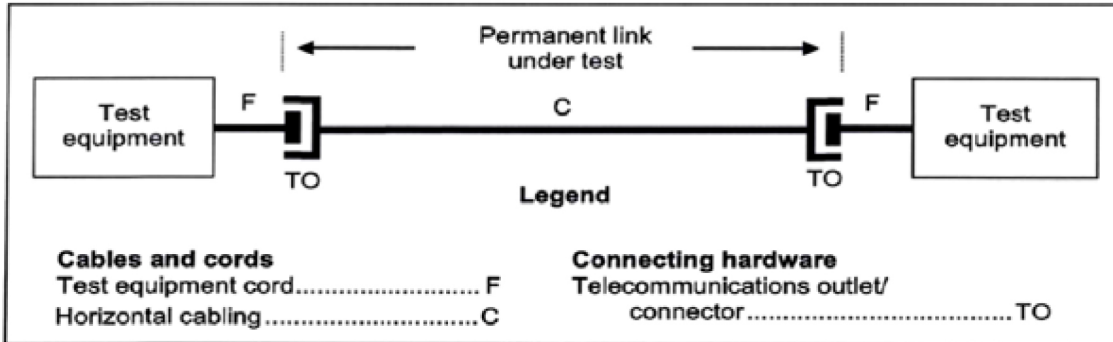 Permanent link
under test
Test
equipment
F
C
F
Test
equipment
TO
TO
Legend
Cables and cords
Test equipment cord............................ F
Horizontal cabling ................................C
Connecting hardware
Telecommunications outlet/
connector.....................................TO